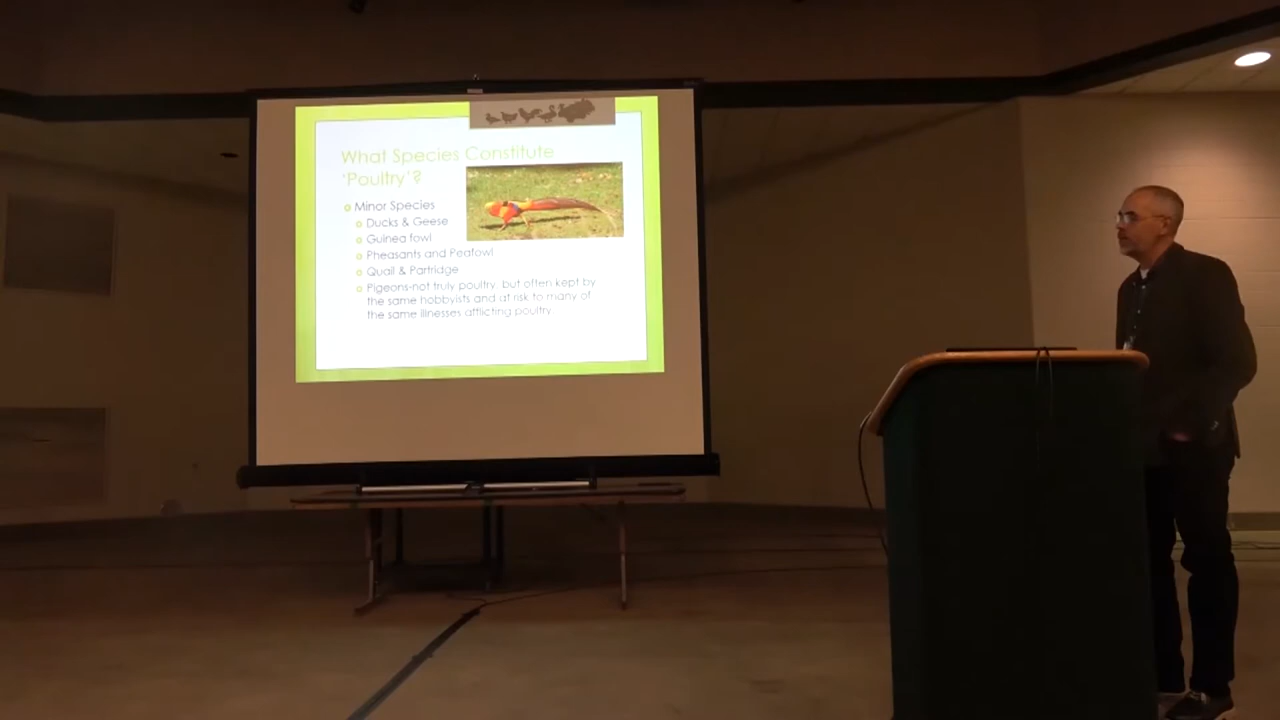 What Species Constitute
'Poultry'?
Minor Species
Ducks & Geese
Guinea fowl
Pheasants and Peafowl
Quail & Partridge
Pigeons-not truly poultry, but often kept by
the same hobbyists and at risk to many of
the same illnesses afflicting poultry